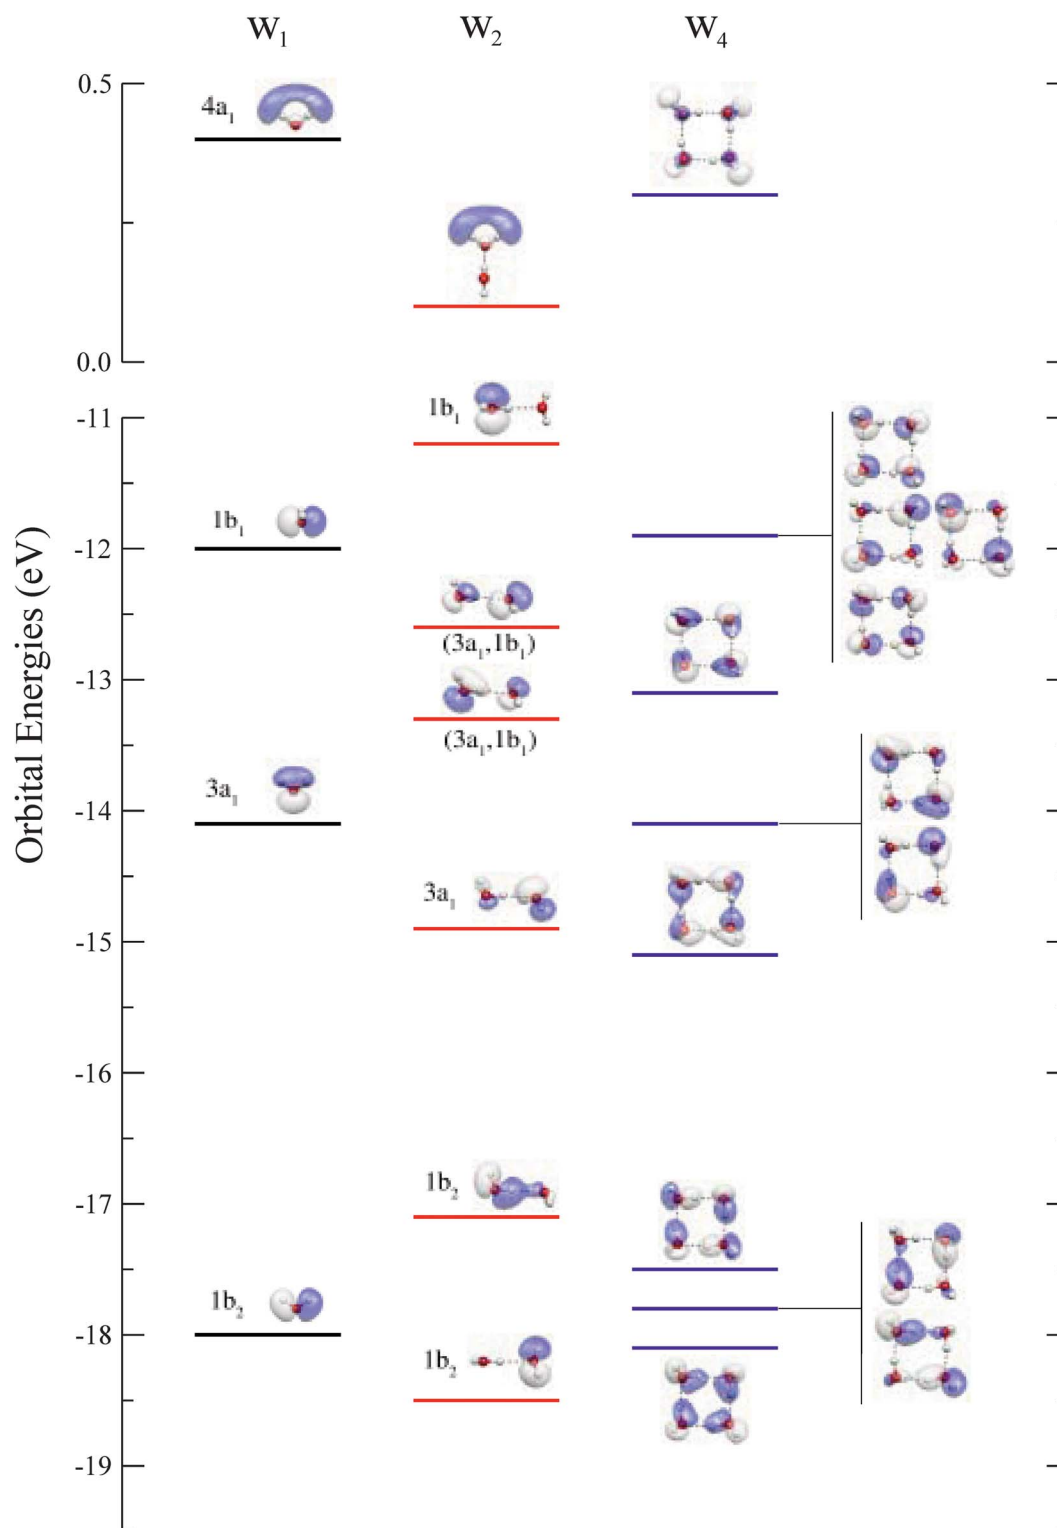 W₁ W₂ W₄
0.5
4a₁
0.0
1b₁
-11
1b₁
-12
(3a₁,1b₁)
-13
(3a₁,1b₁)
3a₁
-14
3a₁
-15
-16
1b₂
-17
1b₂
-18
1b₂
-19
Orbital Energies (eV)